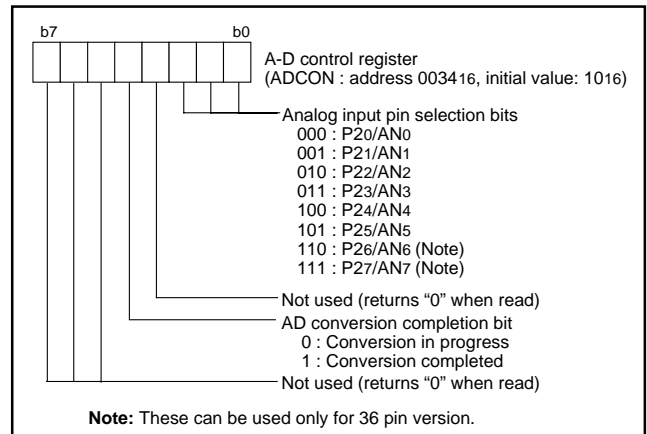 b7 b0
A-D control register
(ADCON : address 003416, initial value: 1016)
Analog input pin selection bits
000 : P20/AN0
001 : P21/AN1
010 : P22/AN2
011 : P23/AN3
100 : P24/AN4
101 : P25/AN5
110 : P26/AN6 (Note)
111 : P27/AN7 (Note)
Not used (returns “0” when read)
AD conversion completion bit
0 : Conversion in progress
1 : Conversion completed
Not used (returns “0” when read)
Note: These can be used only for 36 pin version.